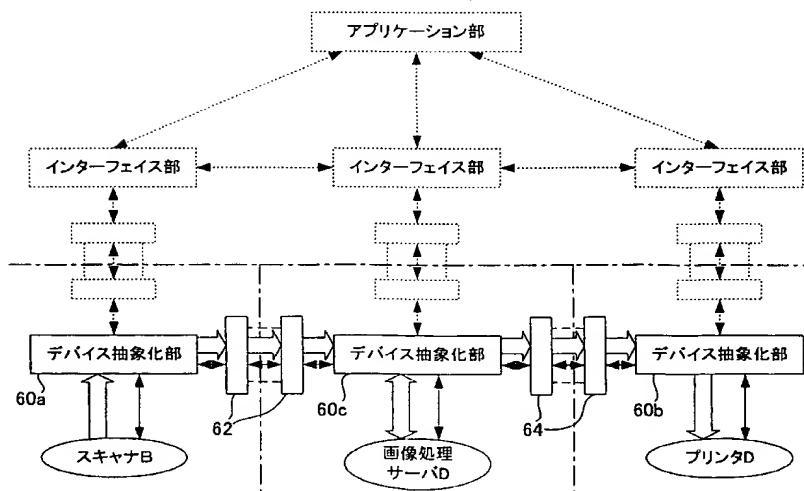 アプリケーション部
インターフェイス部
インターフェイス部
インターフェイス部
デバイス抽象化部
デバイス抽象化部
デバイス抽象化部
60a
62
60c
64
60b
スキャナB
画像処理
サーバD
プリンタD